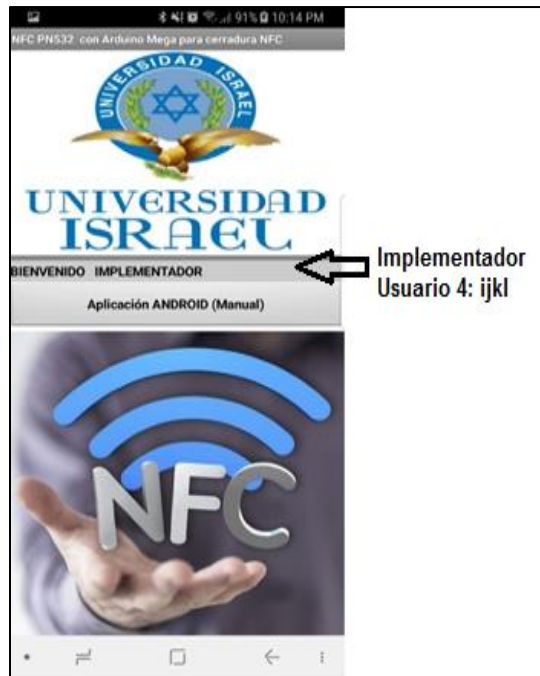 91% 10:14 PM
NFC PN532 con Arduino Mega para cerradura NFC
UNIVERSIDAD ISRAEL
UNIVERSIDAD
ISRAEL
BIENVENIDO IMPLEMENTADOR
Aplicación ANDROID (Manual)
Implementador
Usuario 4: ijkl
NFC